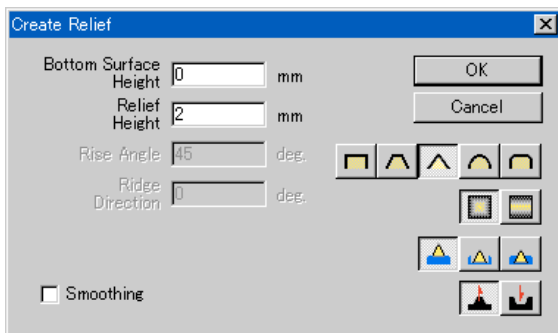 Create Relief
Bottom Surface
Height
0
mm
OK
Relief
Height
2
mm
Cancel
Rise Angle
45
deg.
Ridge
Direction
0
deg.
Smoothing